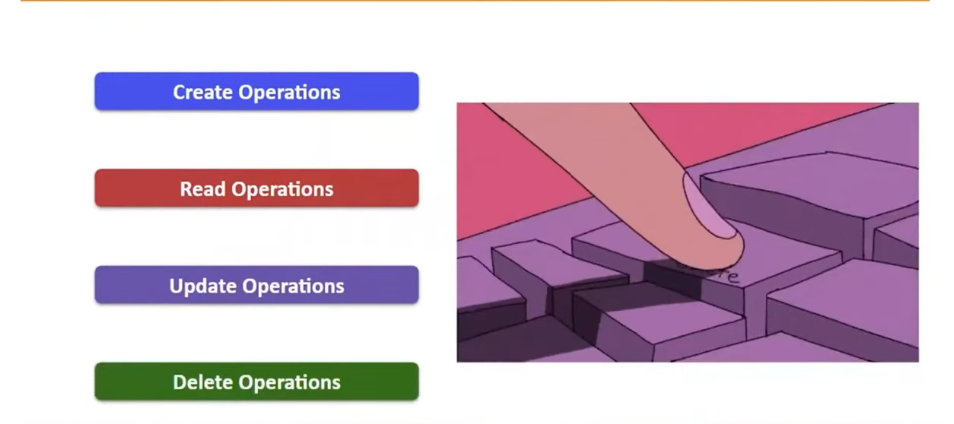 Create Operations
Read Operations
Update Operations
Delete Operations